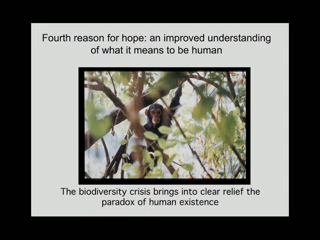 Fourth reason for hope: an improved understanding
of what it means to be human
The biodiversity crisis brings into clear relief the
paradox of human existence